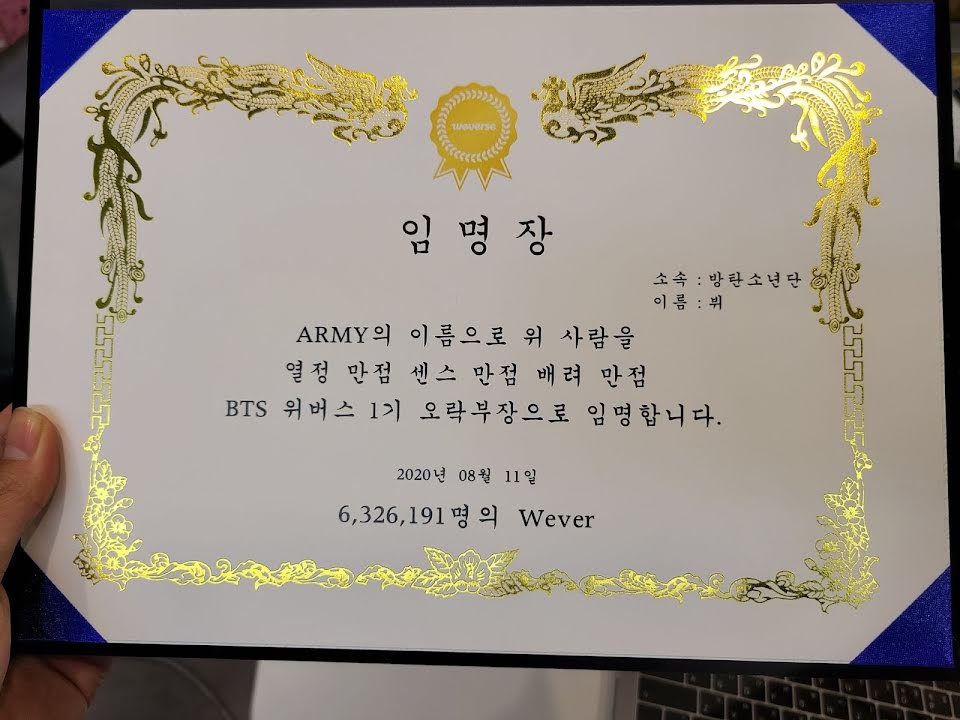 weverse
임 명 장
소속 : 방탄소년단
이름 : 뷔
ARMY의 이름으로 위 사람을
열정 만점 센스 만점 배려 만점
BTS 위버스 1기 오락부장으로 임명합니다.
2020년 08월 11일
6,326,191명의 Wever